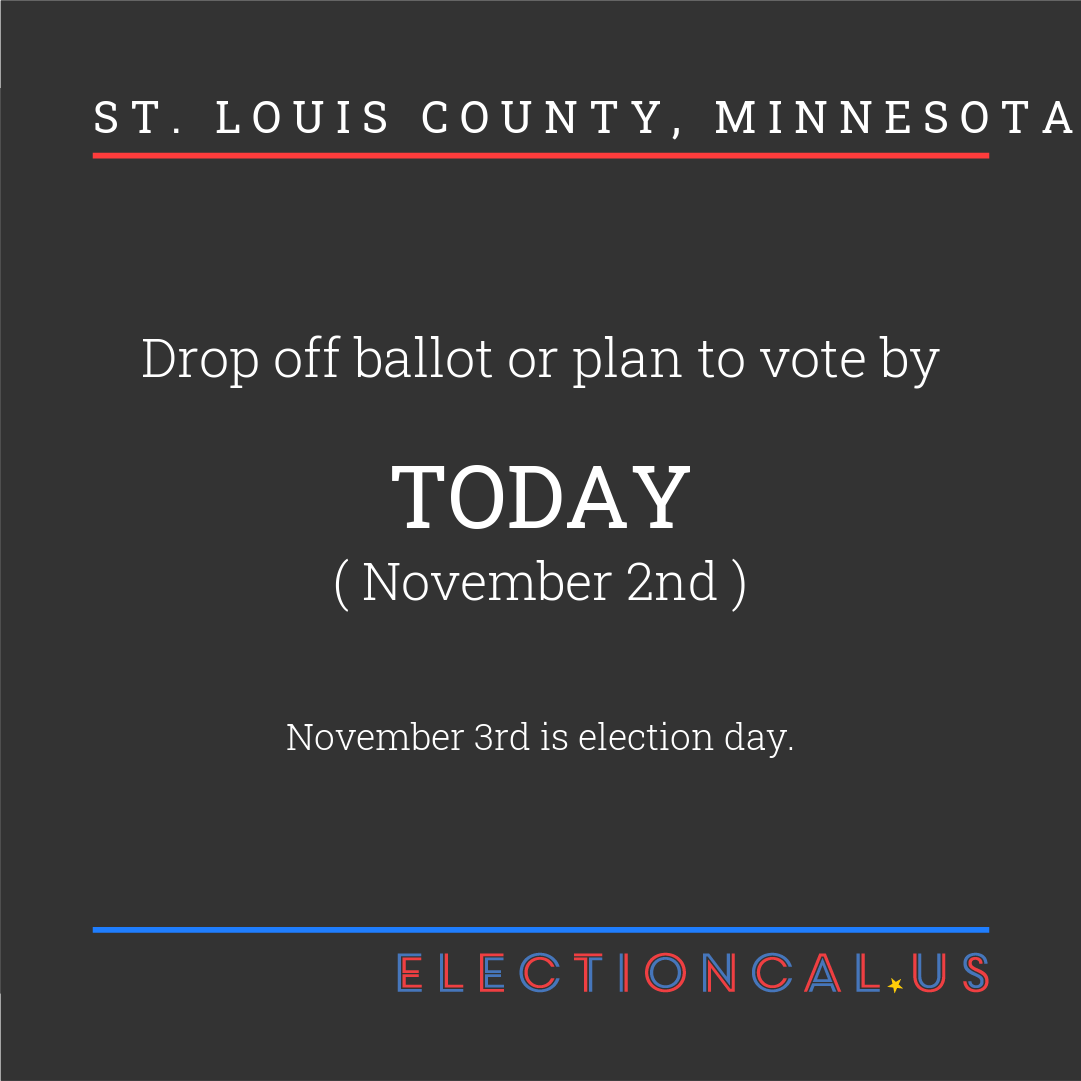 ST. LOUIS COUNTY, MINNESOTA
Drop off ballot or plan to vote by
TODAY
( November 2nd )
November 3rd is election day.
ELECTIONCAL.US